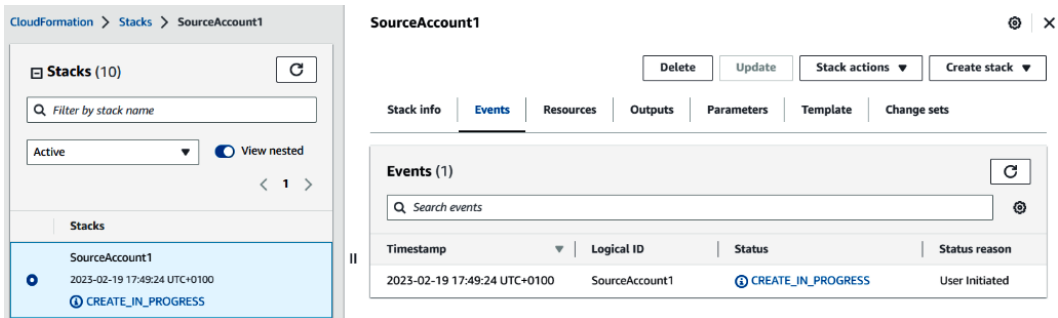 CloudFormation > Stacks > SourceAccount1
Stacks (10)
Filter by stack name
Active
View nested
< 1 >
Stacks
SourceAccount1
2023-02-19 17:49:24 UTC+0100
CREATE_IN_PROGRESS
SourceAccount1
Delete Update Stack actions Create stack
Stack info Events Resources Outputs Parameters Template Change sets
Events (1)
Search events
Timestamp Logical ID Status Status reason
2023-02-19 17:49:24 UTC+0100 SourceAccount1 CREATE_IN_PROGRESS User Initiated